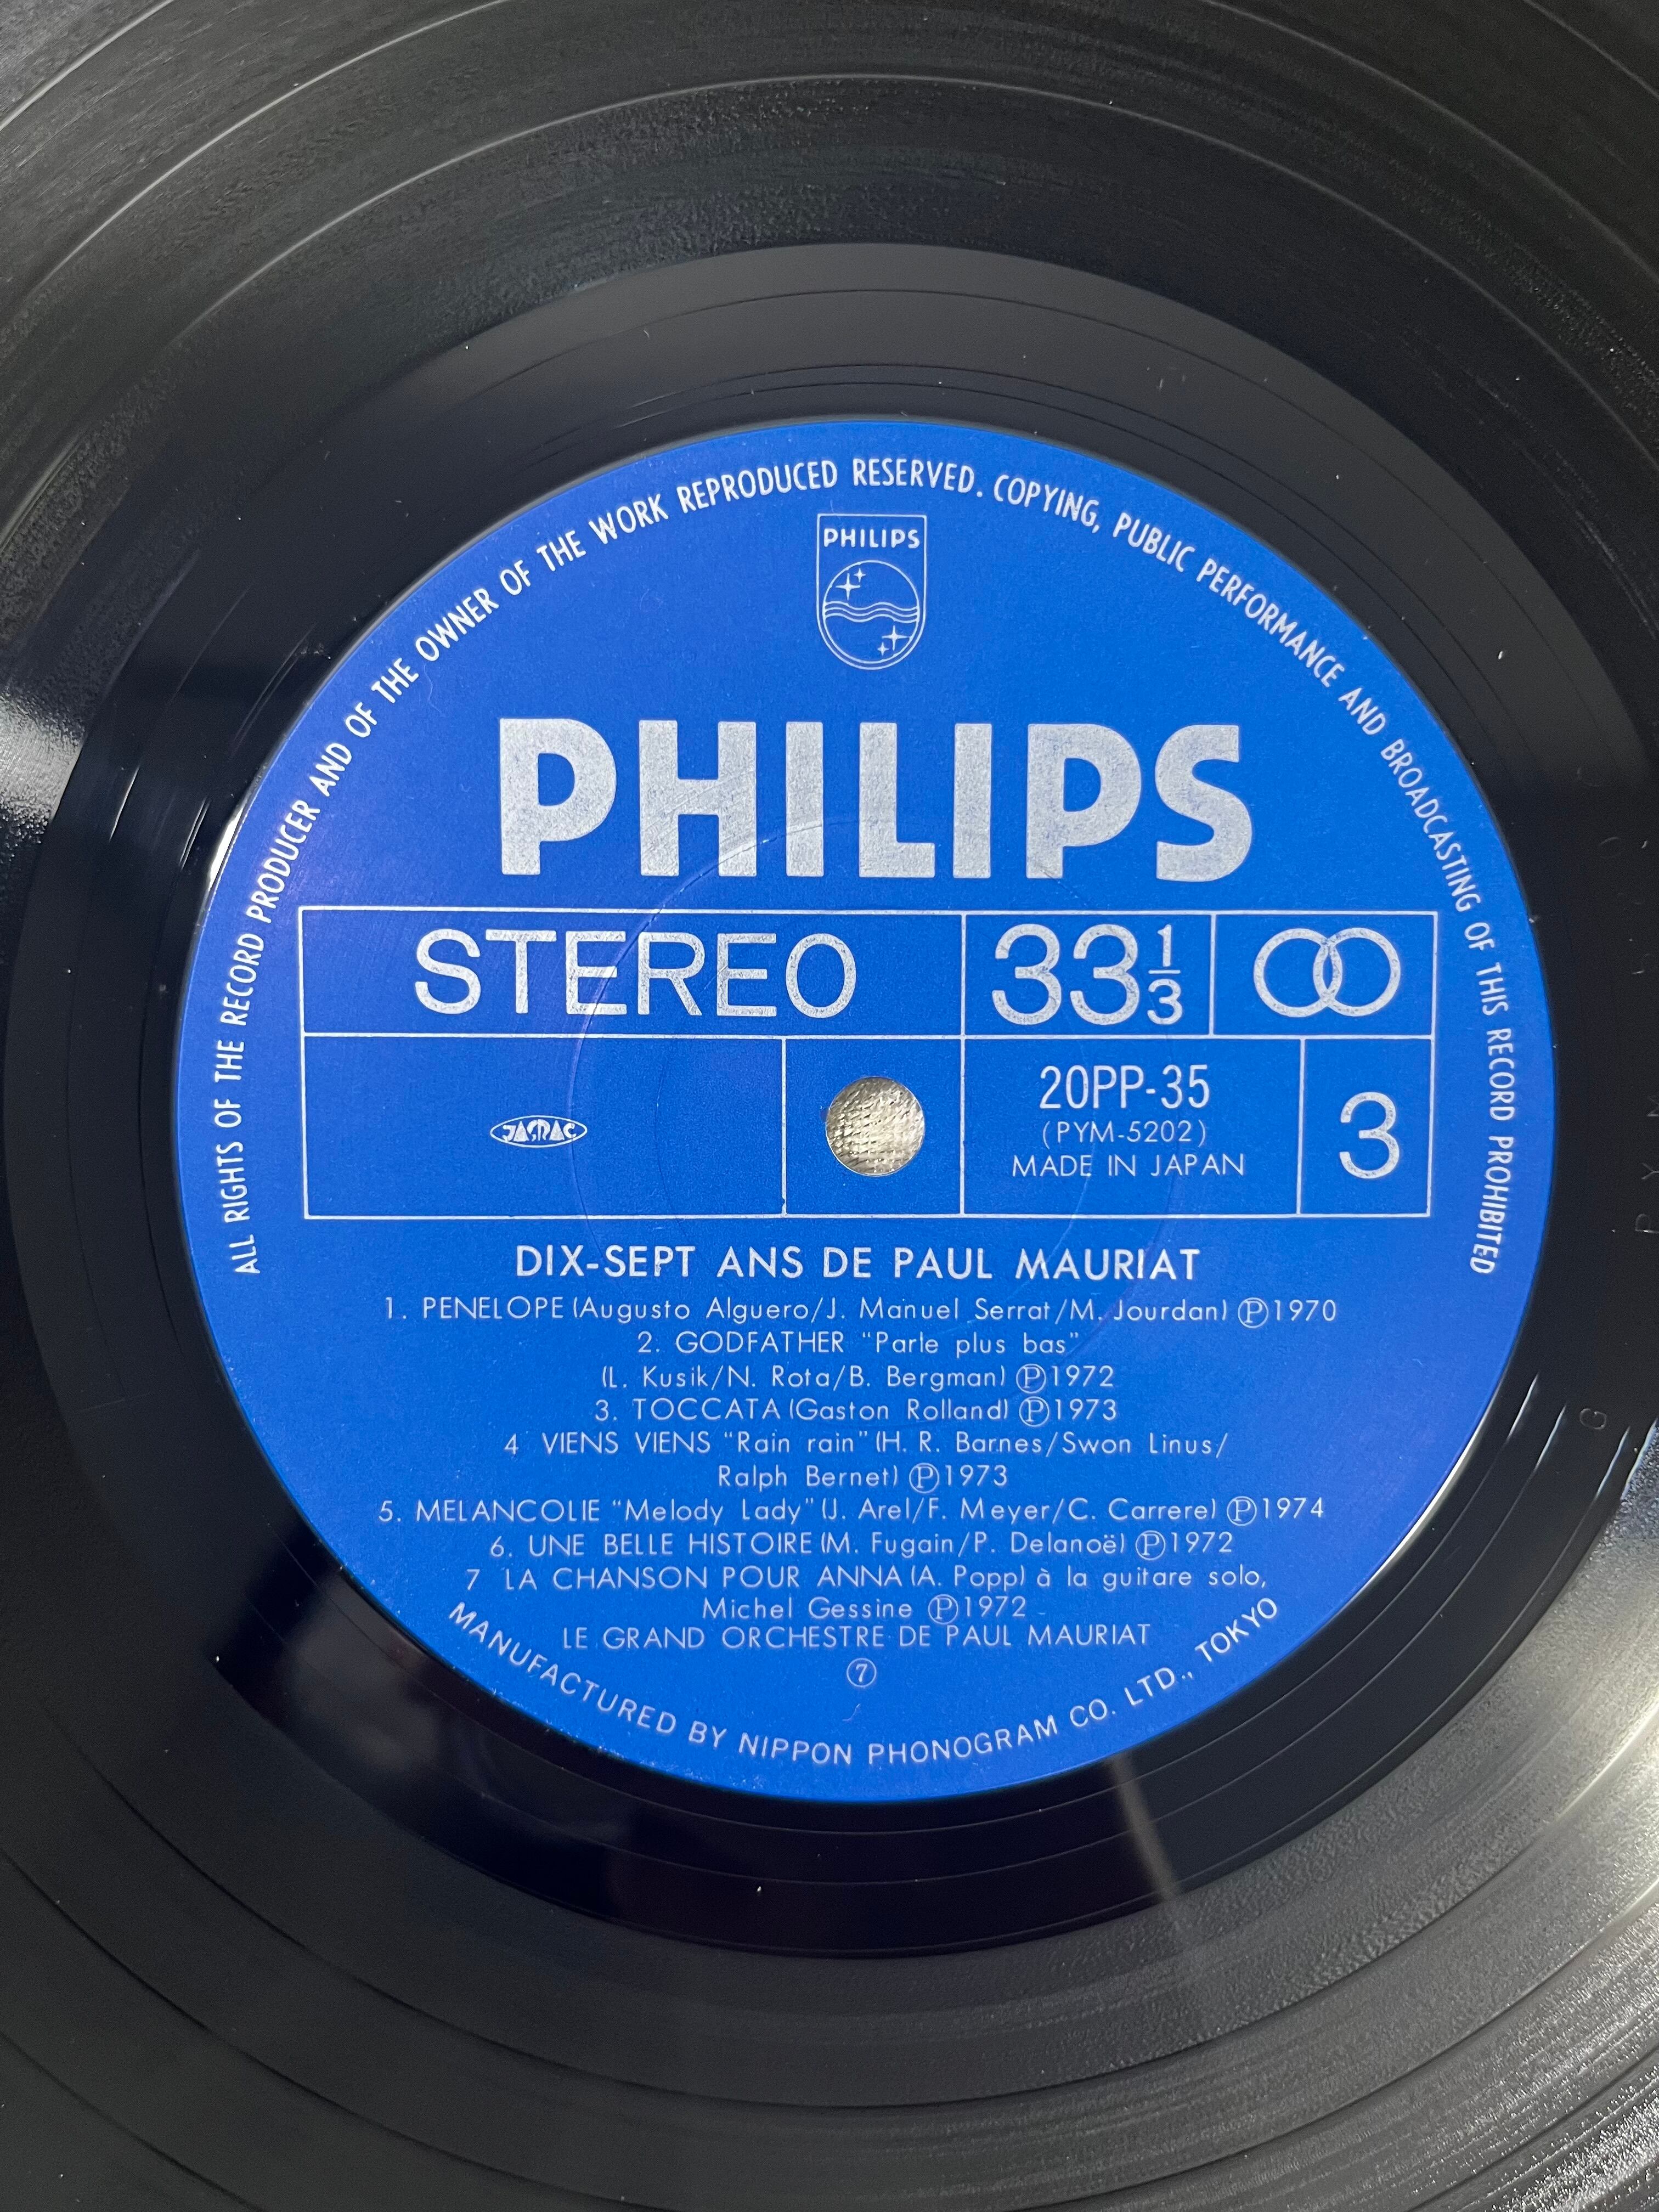 ALL RIGHTS OF THE RECORD PRODUCER AND OF THE OWNER OF THE WORK REPRODUCED RESERVED. COPYING, PUBLIC PERFORMANCE AND BROADCASTING OF THIS RECORD PROHIBITED
PHILIPS
PHILIPS
STEREO
33 1/3
JASRAC
20PP-35
(PYM-5202)
MADE IN JAPAN
3
DIX-SEPT ANS DE PAUL MAURIAT
1. PENELOPE (Augusto Alguero/J. Manuel Serrat/M. Jourdan) ℗1970
2. GODFATHER "Parle plus bas"
(L. Kusik/N. Rota/B. Bergman) ℗1972
3. TOCCATA (Gaston Rolland) ℗1973
4 VIENS VIENS "Rain rain" (H. R. Barnes/Swon Linus/
Ralph Bernet) ℗1973
5. MELANCOLIE "Melody Lady" (J. Arel/F. Meyer/C. Carrere) ℗1974
6. UNE BELLE HISTOIRE (M. Fugain/P. Delanoë) ℗1972
7 LA CHANSON POUR ANNA (A. Popp) à la guitare solo,
Michel Gessine ℗1972
LE GRAND ORCHESTRE DE PAUL MAURIAT
⑦
MANUFACTURED BY NIPPON PHONOGRAM CO. LTD., TOKYO